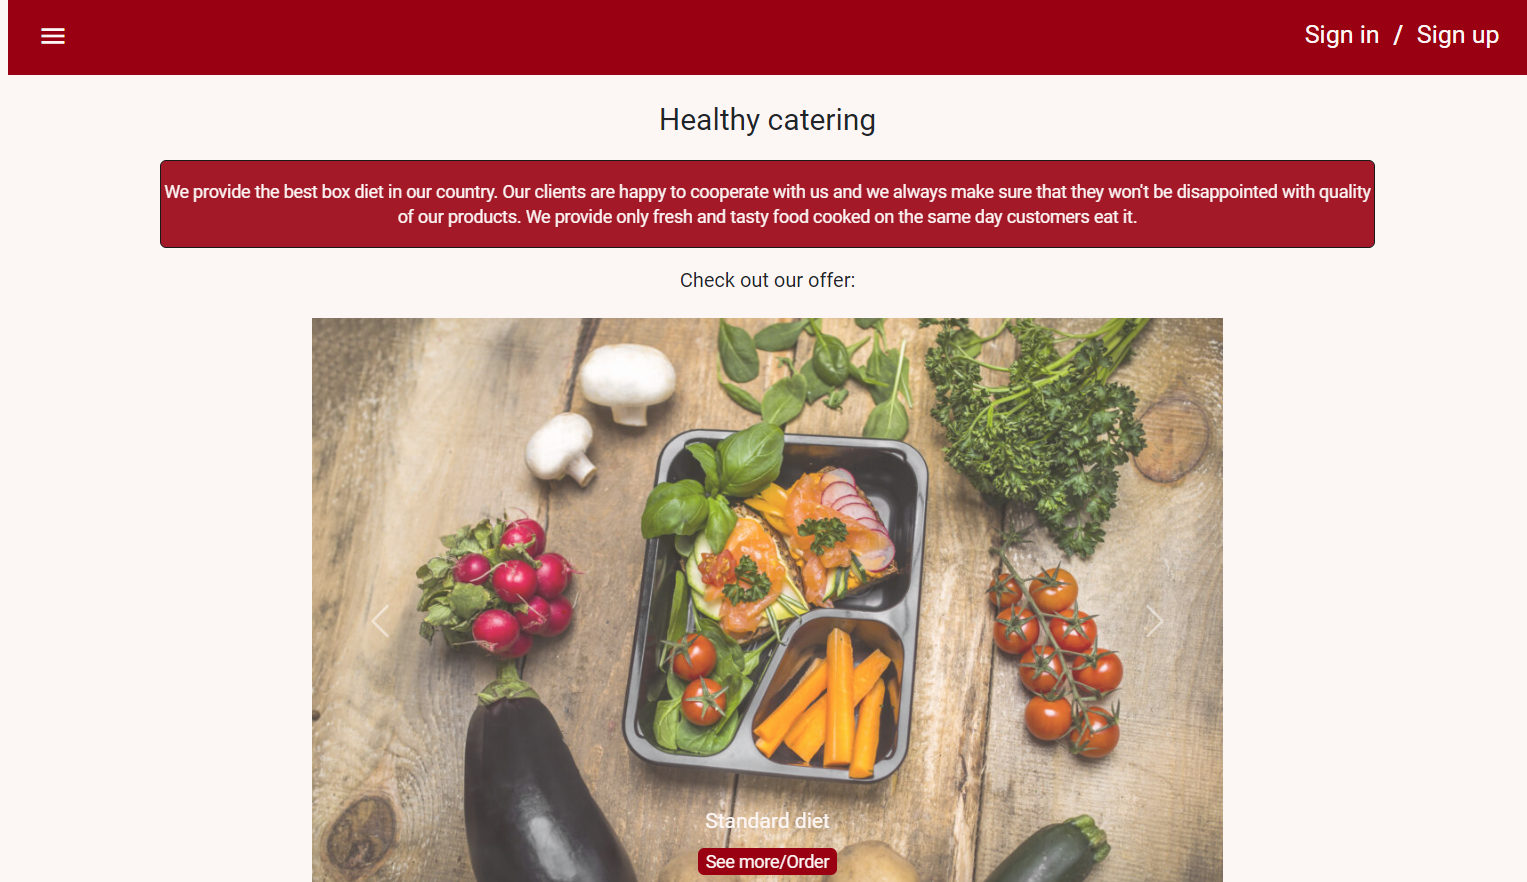 Sign in / Sign up
Healthy catering
We provide the best box diet in our country. Our clients are happy to cooperate with us and we always make sure that they won't be disappointed with quality
of our products. We provide only fresh and tasty food cooked on the same day customers eat it.
Check out our offer:
Standard diet
See more/Order